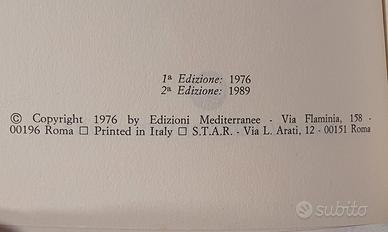 1ª Edizione: 1976
2ª Edizione: 1989
© Copyright 1976 by Edizioni Mediterranee - Via Flaminia, 158 -
00196 Roma □ Printed in Italy □ S.T.A.R. - Via L. Arati, 12 - 00151 Roma
subito